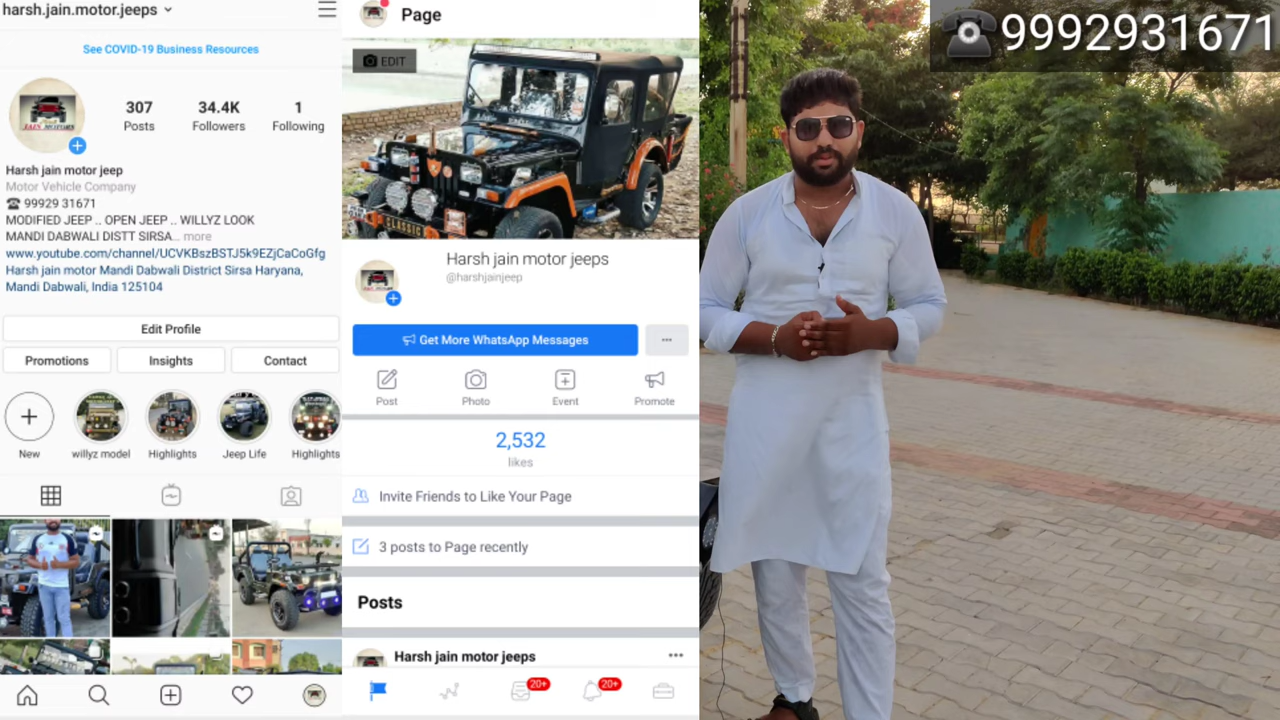 harsh.jain.motor.jeeps
See COVID-19 Business Resources
307
Posts
34.4K
Followers
1
Following
JAIN MOTORS
Harsh jain motor jeep
Motor Vehicle Company
☎ 99929 31671
MODIFIED JEEP .. OPEN JEEP .. WILLYZ LOOK
MANDI DABWALI DISTT SIRSA... more
www.youtube.com/channel/UCVKBszBSTJ5k9EZjCaCoGfg
Harsh jain motor Mandi Dabwali District Sirsa Haryana,
Mandi Dabwali, India 125104
Edit Profile
Promotions
Insights
Contact
New
willyz model
Highlights
Jeep Life
Highlights
Page
EDIT
Harsh jain motor jeeps
@harshjainjeep
Get More WhatsApp Messages
Post
Photo
Event
Promote
2,532
likes
Invite Friends to Like Your Page
3 posts to Page recently
Posts
Harsh jain motor jeeps
20+
20+
☎9992931671